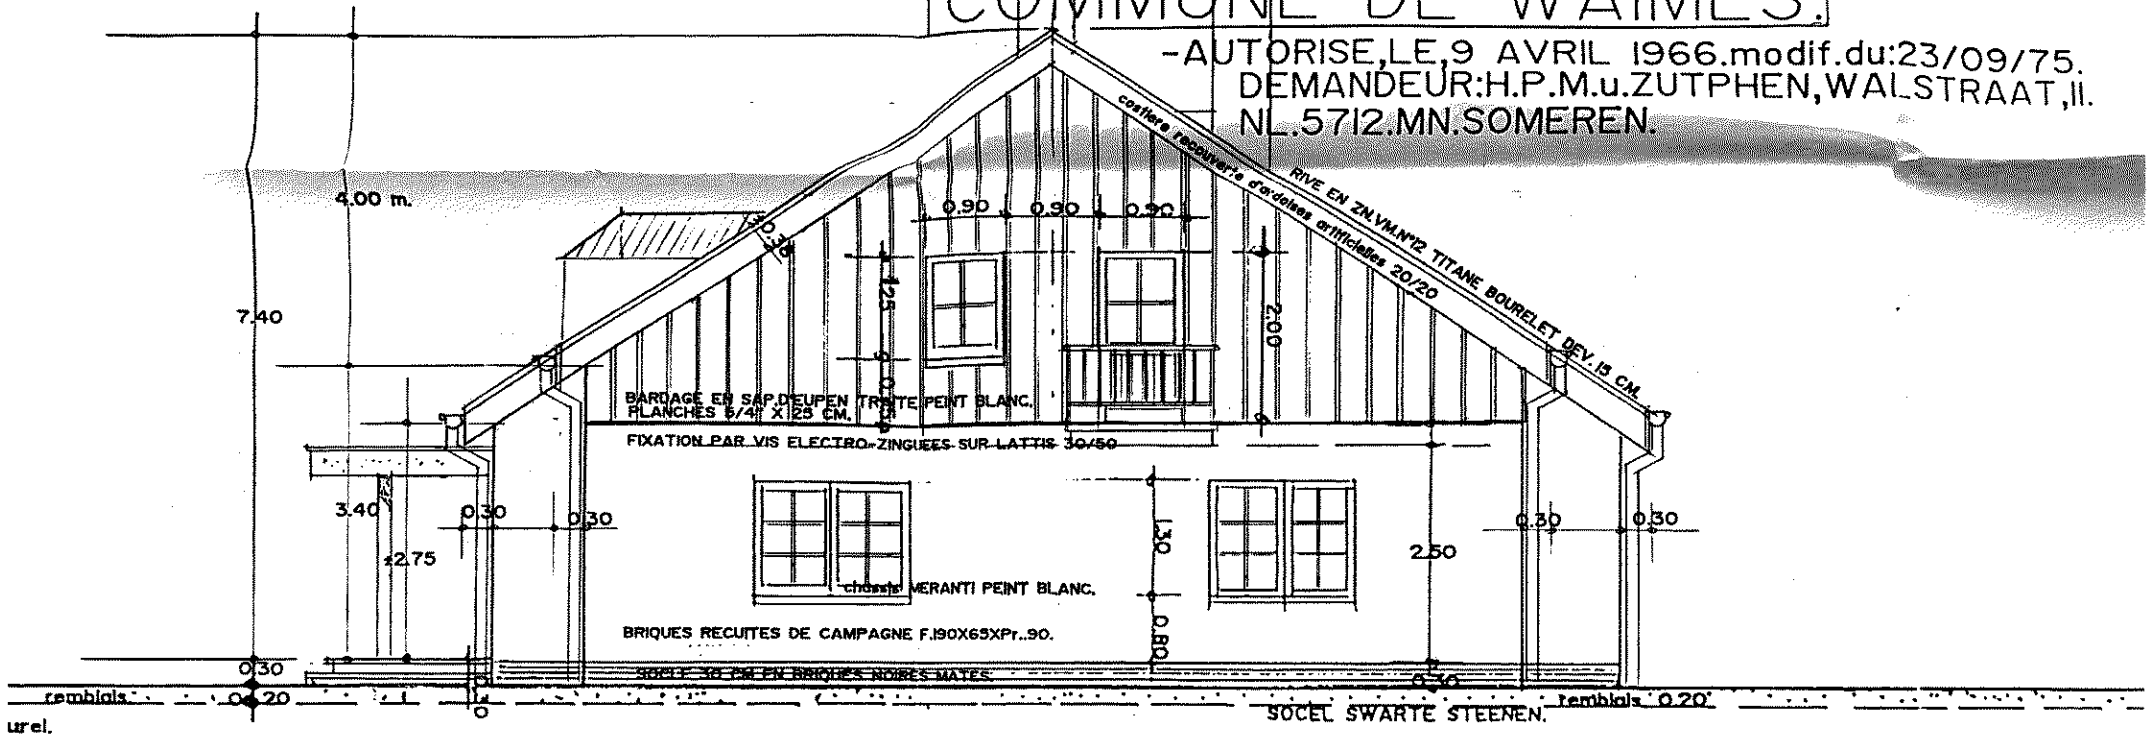 COMMUNE DE WAIMES.
-AUTORISE,LE,9 AVRIL 1966.modif.du:23/09/75.
DEMANDEUR:H.P.M.u.ZUTPHEN,WALSTRAAT,11.
NL.5712.MN.SOMEREN.
costiere recouverte d'ardoises artificielles 20/20
RIVE EN ZN.VM.N°12 TITANE BOURELET DEV.15 CM.
4.00 m.
0.90
0.90
0.90
0.35
1.25
2.00
7.40
BARDAGE EN SAP.D'EUPEN TRAITE PEINT BLANC.
PLANCHES 5/4" X 25 CM.
FIXATION PAR VIS ELECTRO-ZINGUEES SUR LATTIS 30/50
3.40
0.30
0.30
1.30
2.50
0.30
0.30
±2.75
chassis MERANTI PEINT BLANC.
0.80
BRIQUES RECUITES DE CAMPAGNE F.190X65XPr..90.
0.30
SOCLE 30 CM EN BRIQUES NOIRES MATES.
0.30
remblais
0.20
remblais 0.20
SOCEL SWARTE STEENEN.
urel.